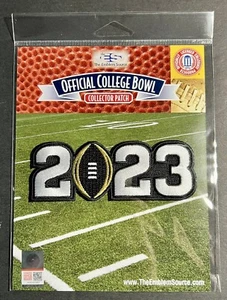 The Emblem Source
OFFICIAL COLLEGE BOWL
COLLECTOR PATCH
2023
www.TheEmblemSource.com